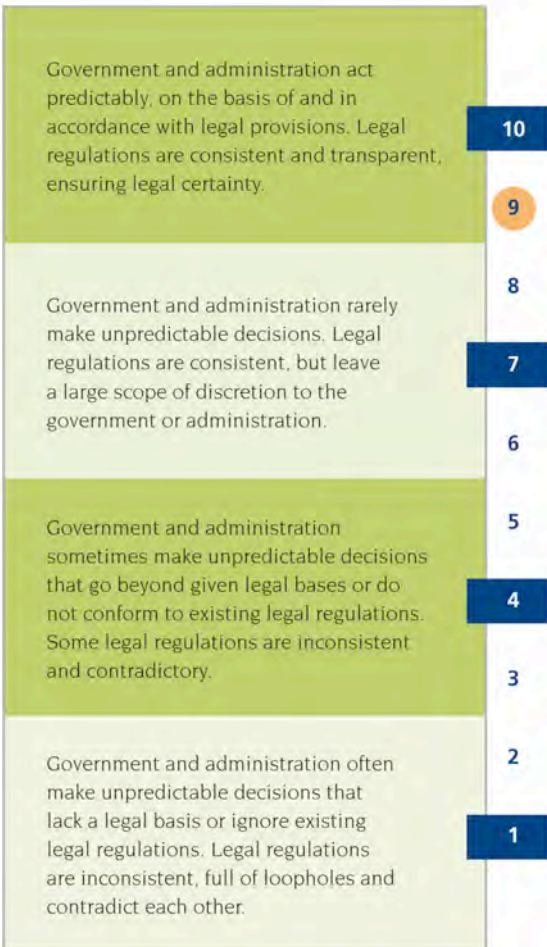 Government and administration act
predictably, on the basis of and in
accordance with legal provisions. Legal
regulations are consistent and transparent,
ensuring legal certainty.
10
9
8
Government and administration rarely
make unpredictable decisions. Legal
regulations are consistent, but leave
a large scope of discretion to the
government or administration.
7
6
5
Government and administration
sometimes make unpredictable decisions
that go beyond given legal bases or do
not conform to existing legal regulations.
Some legal regulations are inconsistent
and contradictory.
4
3
2
Government and administration often
make unpredictable decisions that
lack a legal basis or ignore existing
legal regulations. Legal regulations
are inconsistent, full of loopholes and
contradict each other.
1